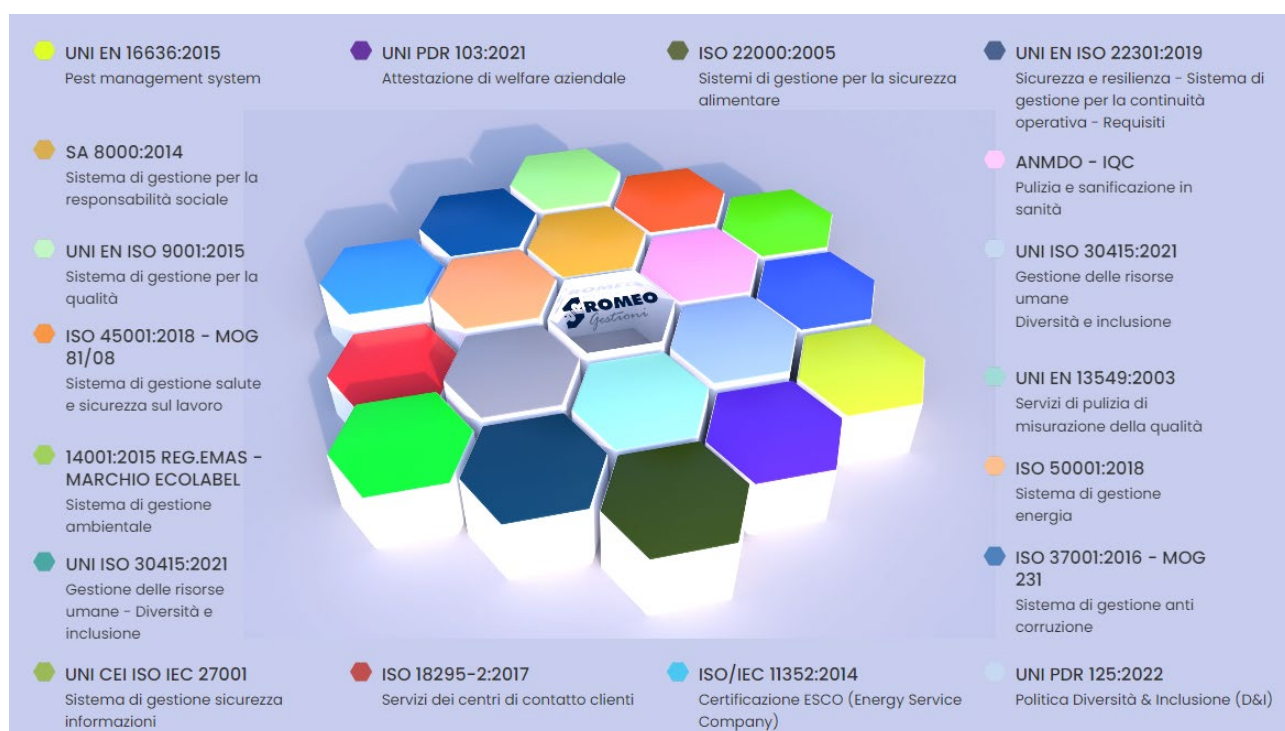 UNI EN 16636:2015
Pest management system
UNI PDR 103:2021
Attestazione di welfare aziendale
ISO 22000:2005
Sistemi di gestione per la sicurezza
alimentare
UNI EN ISO 22301:2019
Sicurezza e resilienza - Sistema di
gestione per la continuità
operativa - Requisiti
SA 8000:2014
Sistema di gestione per la
responsabilità sociale
UNI EN ISO 9001:2015
Sistema di gestione per la
qualità
ISO 45001:2018 - MOG
81/08
Sistema di gestione salute
e sicurezza sul lavoro
14001:2015 REG.EMAS -
MARCHIO ECOLABEL
Sistema di gestione
ambientale
UNI ISO 30415:2021
Gestione delle risorse
umane - Diversità e
inclusione
ROMEO
Gestioni
ANMDO - IQC
Pulizia e sanificazione in
sanità
UNI ISO 30415:2021
Gestione delle risorse
umane
Diversità e inclusione
UNI EN 13549:2003
Servizi di pulizia di
misurazione della qualità
ISO 50001:2018
Sistema di gestione
energia
ISO 37001:2016 - MOG
231
Sistema di gestione anti
corruzione
UNI CEI ISO IEC 27001
Sistema di gestione sicurezza
informazioni
ISO 18295-2:2017
Servizi dei centri di contatto clienti
ISO/IEC 11352:2014
Certificazione ESCO (Energy Service
Company)
UNI PDR 125:2022
Politica Diversità & Inclusione (D&I)